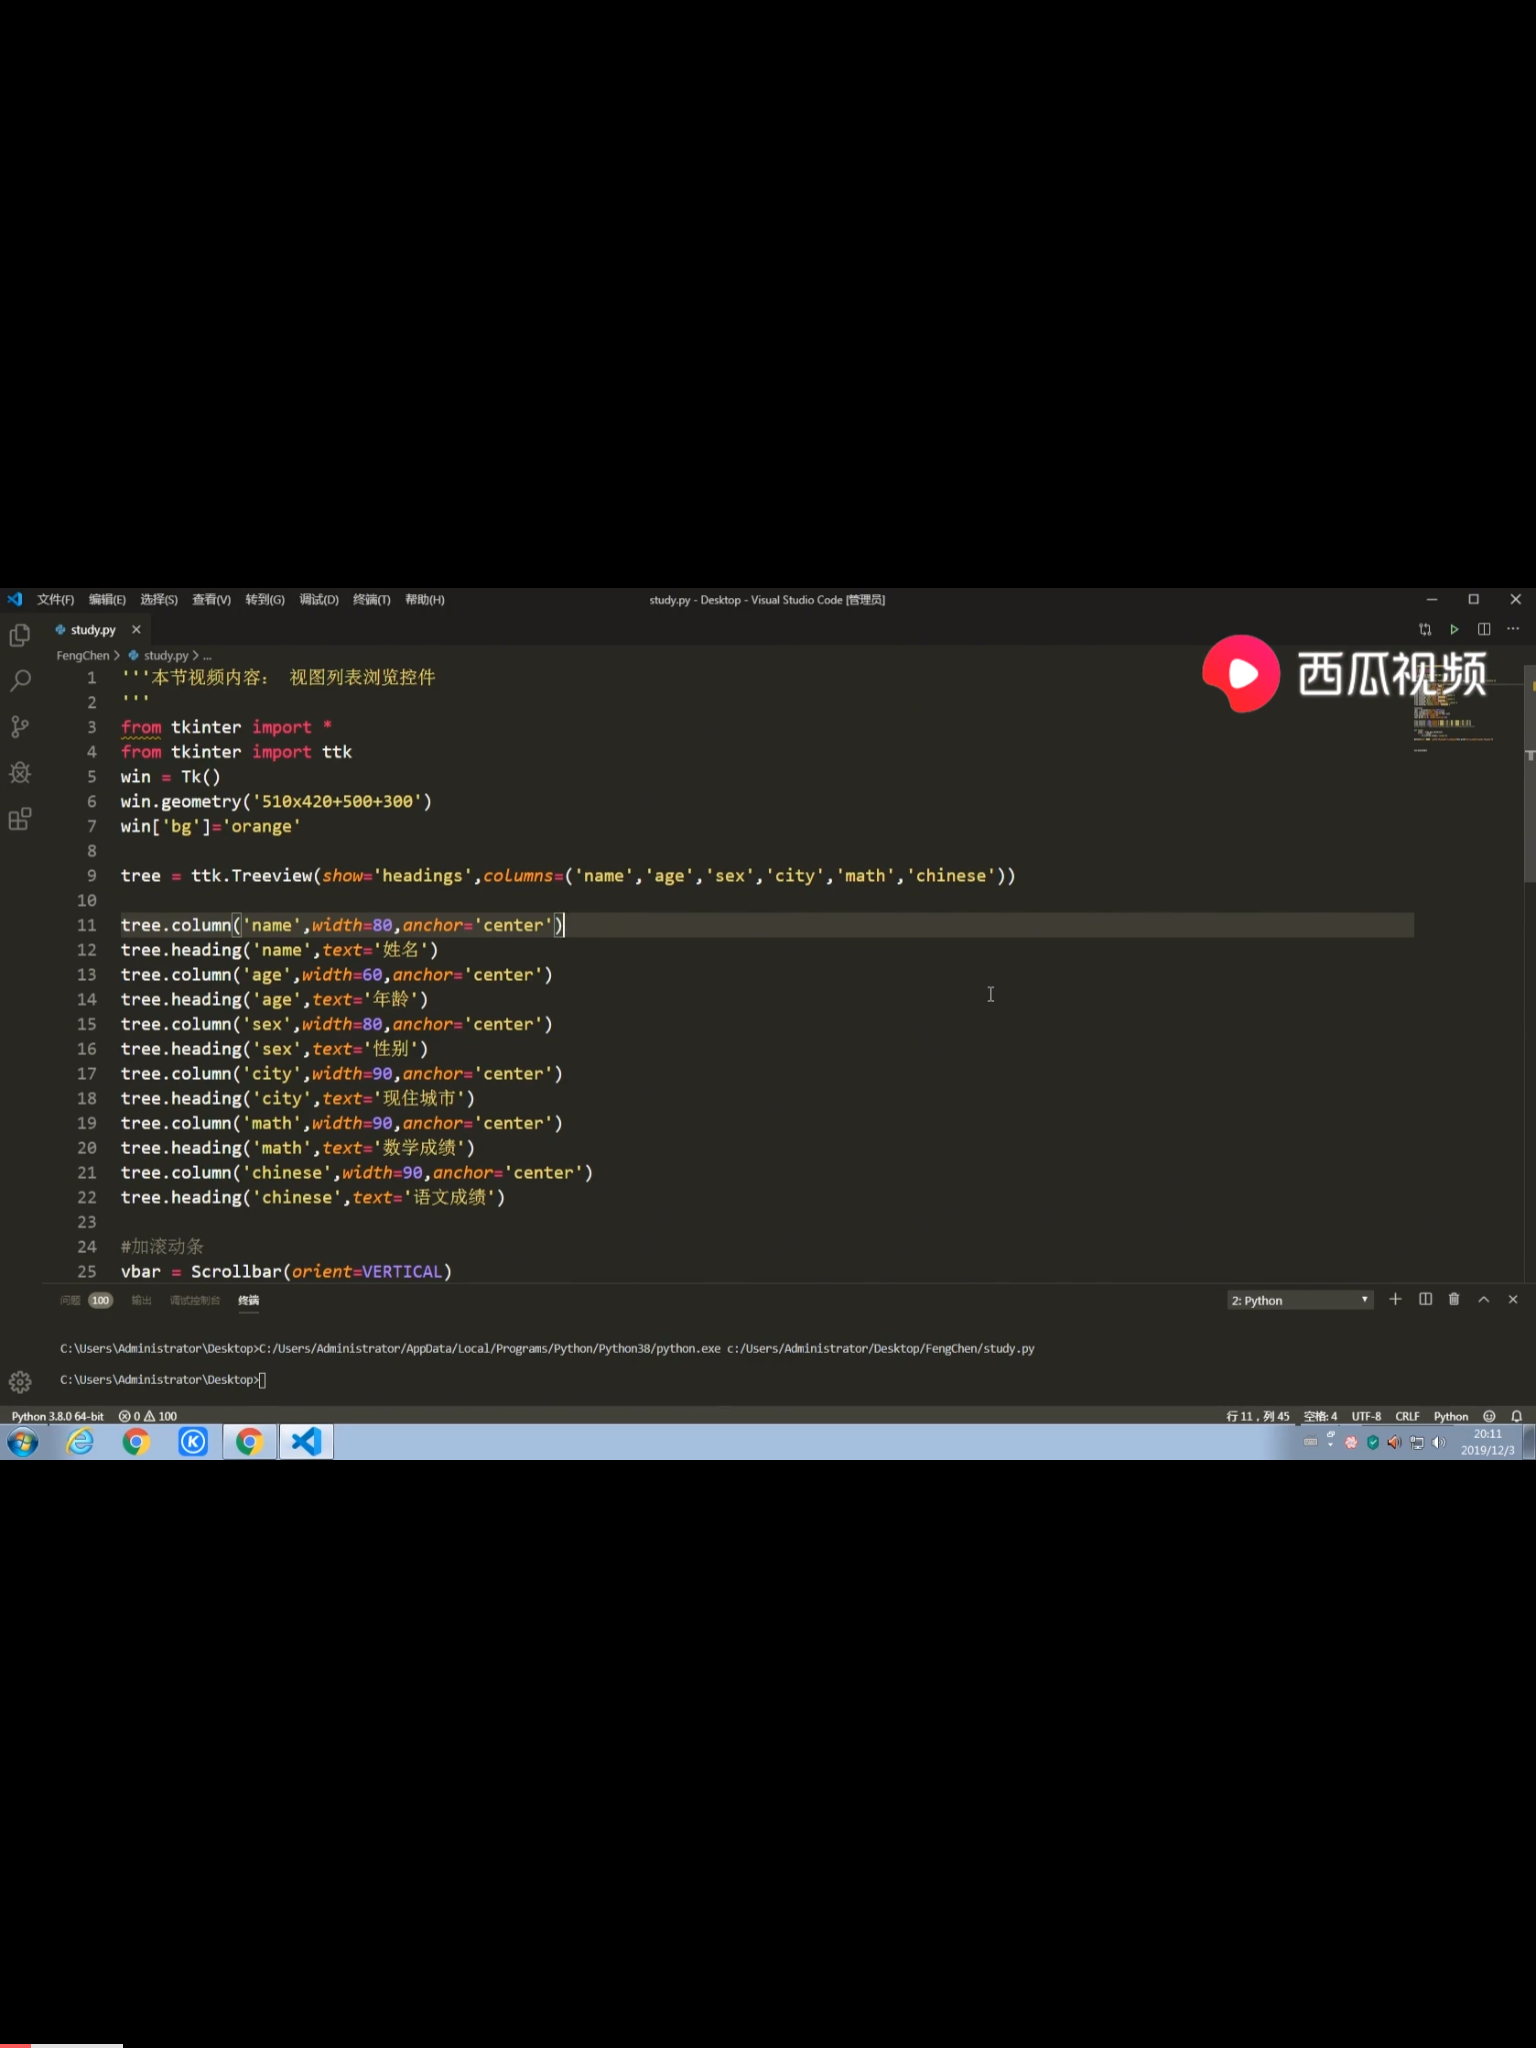 文件(F) 编辑(E) 选择(S) 查看(V) 转到(G) 调试(D) 终端(T) 帮助(H) study.py - Desktop - Visual Studio Code [管理员]
study.py
FengChen > study.py > ...
西瓜视频
1 '''本节视频内容： 视图列表浏览控件
2 '''
3 from tkinter import *
4 from tkinter import ttk
5 win = Tk()
6 win.geometry('510x420+500+300')
7 win['bg']='orange'
8
9 tree = ttk.Treeview(show='headings',columns=('name','age','sex','city','math','chinese'))
10
11 tree.column('name',width=80,anchor='center')
12 tree.heading('name',text='姓名')
13 tree.column('age',width=60,anchor='center')
14 tree.heading('age',text='年龄')
15 tree.column('sex',width=80,anchor='center')
16 tree.heading('sex',text='性别')
17 tree.column('city',width=90,anchor='center')
18 tree.heading('city',text='现住城市')
19 tree.column('math',width=90,anchor='center')
20 tree.heading('math',text='数学成绩')
21 tree.column('chinese',width=90,anchor='center')
22 tree.heading('chinese',text='语文成绩')
23
24 #加滚动条
25 vbar = Scrollbar(orient=VERTICAL)
问题 100 输出 调试控制台 终端 2: Python
C:\Users\Administrator\Desktop>C:/Users/Administrator/AppData/Local/Programs/Python/Python38/python.exe c:/Users/Administrator/Desktop/FengChen/study.py
C:\Users\Administrator\Desktop>
Python 3.8.0 64-bit 0 100 行 11，列 45 空格: 4 UTF-8 CRLF Python
20:11
2019/12/3